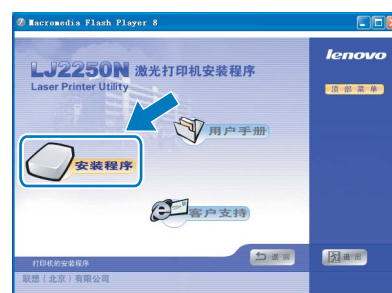 Macromedia Flash Player 8
lenovo
LJ2250N 激光打印机安装程序
Laser Printer Utility
顶部菜单
用户手册
安装程序
客户支持
返回
退出
打印机的安装程序
联想（北京）有限公司